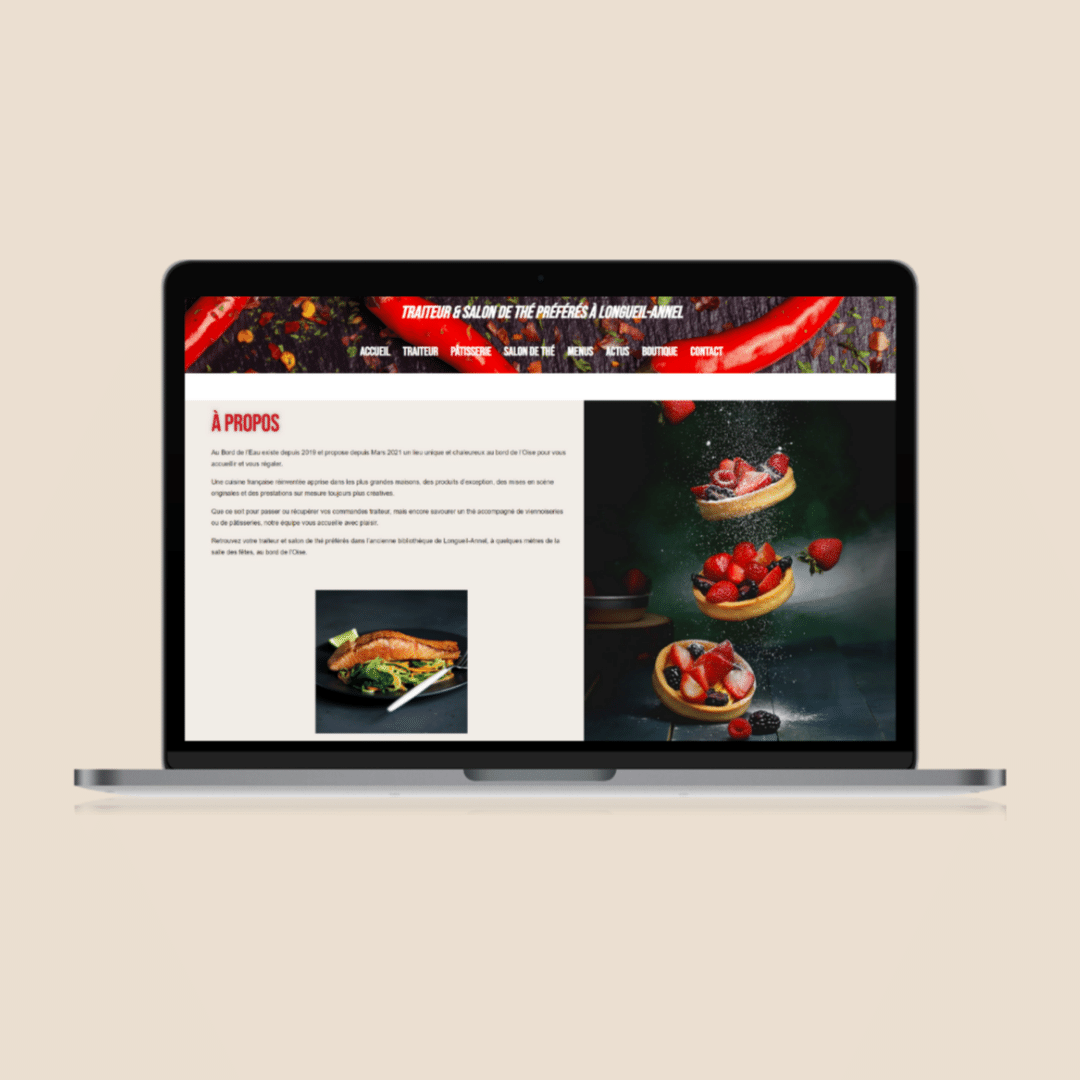 TRAITEUR & SALON DE THÉ PRÉFÉRÉS À LONGUEIL-ANNEL
ACCUEIL TRAITEUR PÂTISSERIE SALON DE THÉ MENUS ACTUS BOUTIQUE CONTACT
À PROPOS
Au Bord de l'Eau existe depuis 2019 et propose depuis Mars 2021 un lieu unique et chaleureux au bord de l'Oise pour vous
accueillir et vous régaler.
Une cuisine française réinventée apprise dans les plus grandes maisons, des produits d'exception, des mises en scène
originales et des prestations sur mesure toujours plus créatives.
Que ce soit pour passer ou récupérer vos commandes traiteur, mais encore savourer un thé accompagné de viennoiseries
ou de pâtisseries, notre équipe vous accueille avec plaisir.
Retrouvez votre traiteur et salon de thé préférés dans l'ancienne bibliothèque de Longueil-Annel, à quelques mètres de la
salle des fêtes, au bord de l'Oise.